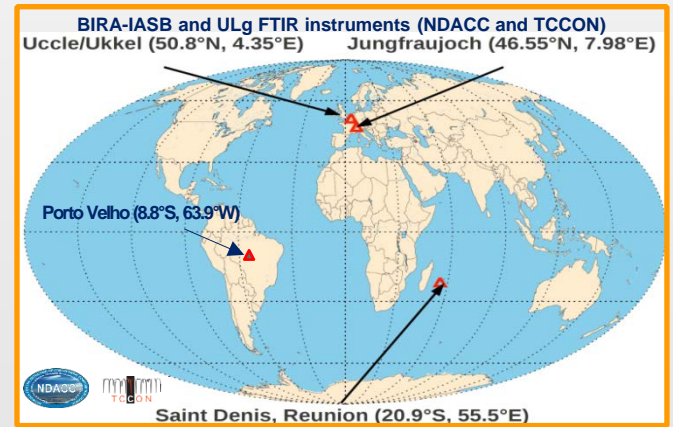 BIRA-IASB and ULg FTIR instruments (NDACC and TCCON)
Uccle/Ukkel (50.8°N, 4.35°E) Jungfraujoch (46.55°N, 7.98°E)
Porto Velho (8.8°S, 63.9°W)
NDACC
TCCON
Saint Denis, Reunion (20.9°S, 55.5°E)